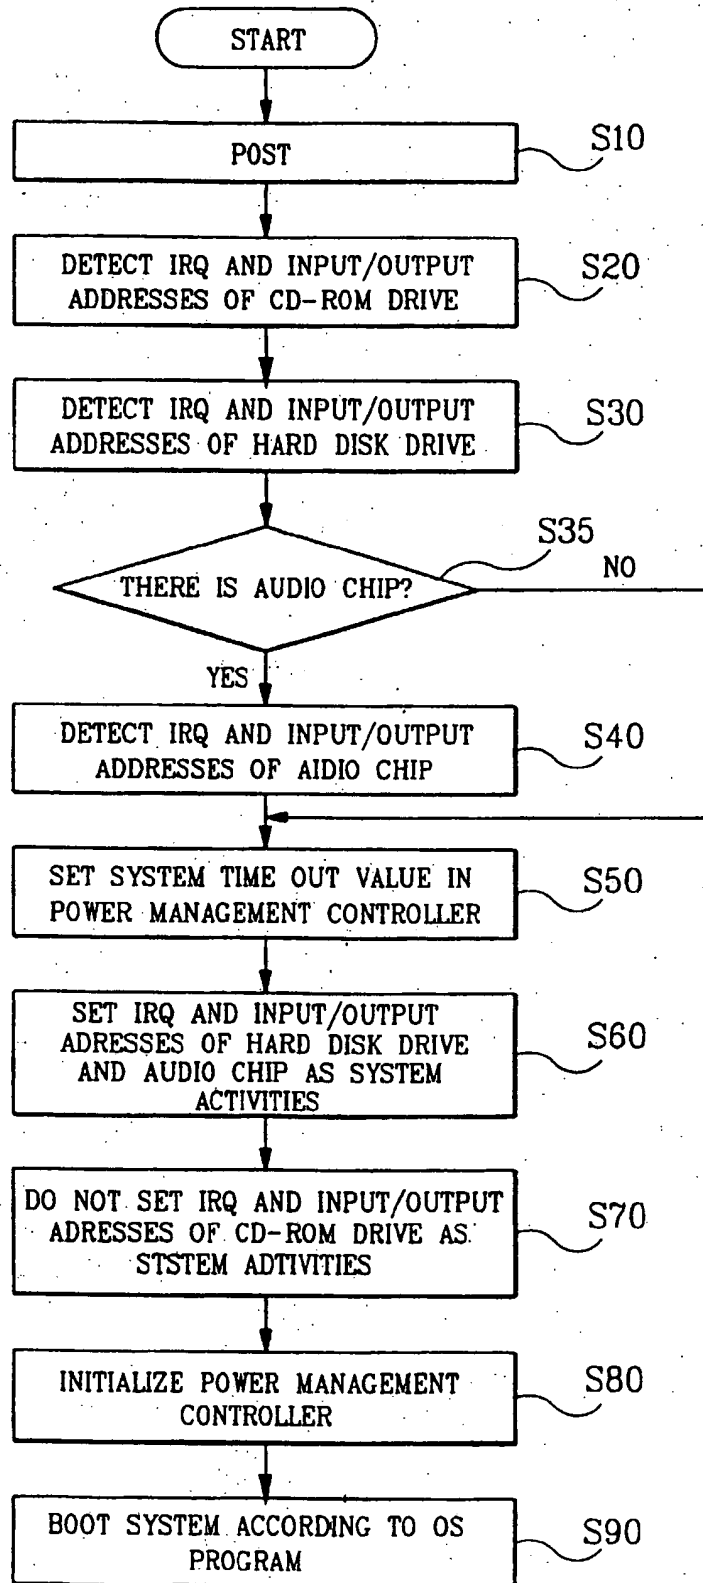 START
POST
S10
DETECT IRQ AND INPUT/OUTPUT
ADDRESSES OF CD-ROM DRIVE
S20
DETECT IRQ AND INPUT/OUTPUT
ADDRESSES OF HARD DISK DRIVE
S30
THERE IS AUDIO CHIP?
S35
NO
YES
DETECT IRQ AND INPUT/OUTPUT
ADDRESSES OF AIDIO CHIP
S40
SET SYSTEM TIME OUT VALUE IN
POWER MANAGEMENT CONTROLLER
S50
SET IRQ AND INPUT/OUTPUT
ADRESSES OF HARD DISK DRIVE
AND AUDIO CHIP AS SYSTEM
ACTIVITIES
S60
DO NOT SET IRQ AND INPUT/OUTPUT
ADRESSES OF CD-ROM DRIVE AS
STSTEM ADTIVITIES
S70
INITIALIZE POWER MANAGEMENT
CONTROLLER
S80
BOOT SYSTEM ACCORDING TO OS
PROGRAM
S90